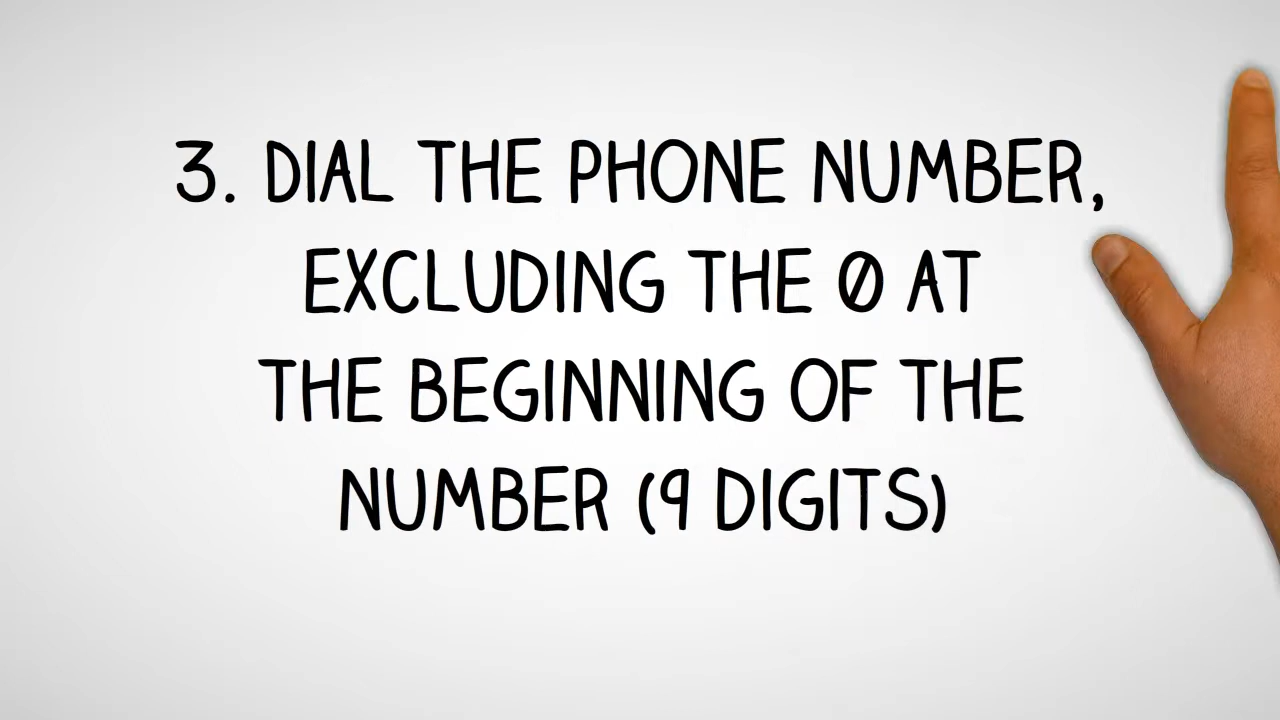 3. DIAL THE PHONE NUMBER,
EXCLUDING THE 0 AT
THE BEGINNING OF THE
NUMBER (9 DIGITS)